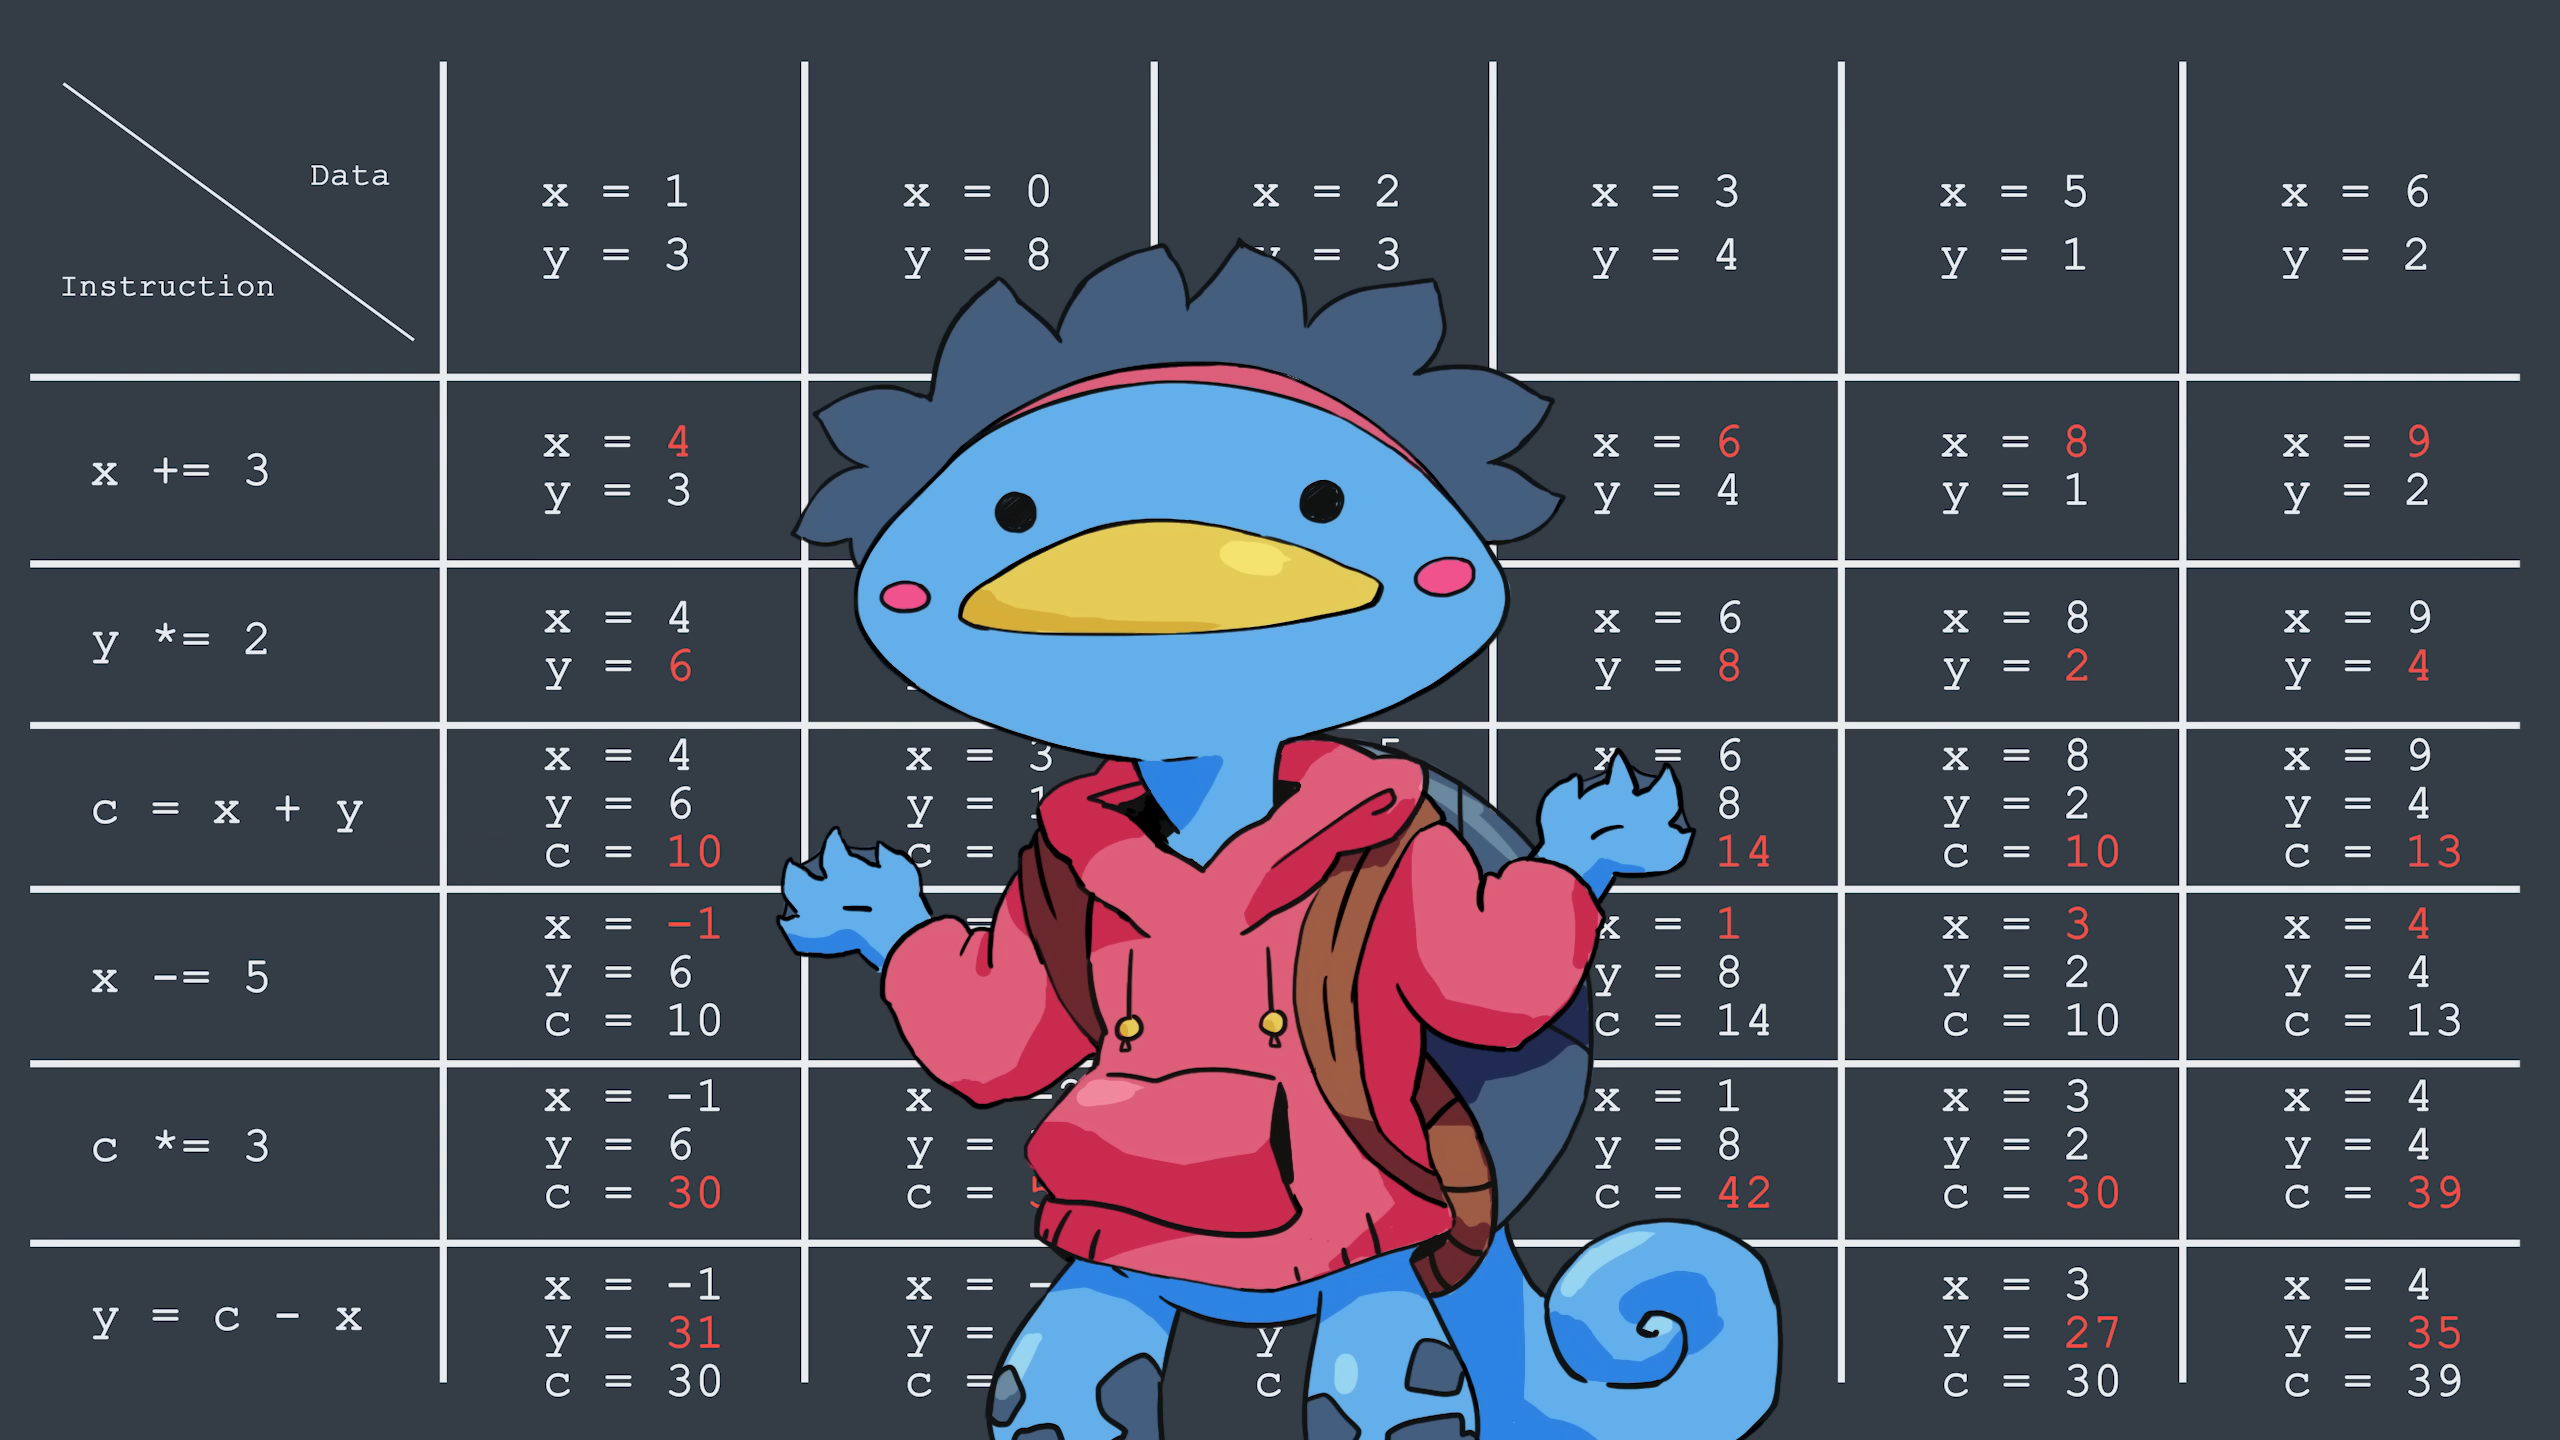 Data
Instruction
x = 1 x = 0 x = 2 x = 3 x = 5 x = 6
y = 3 y = 8 y = 3 y = 4 y = 1 y = 2
x += 3
x = 4 x = 6 x = 8 x = 9
y = 3 y = 4 y = 1 y = 2
y *= 2
x = 4 x = 6 x = 8 x = 9
y = 6 y = 8 y = 2 y = 4
c = x + y
x = 4 x = 3 x = 6 x = 8 x = 9
y = 6 y = 8 y = 2 y = 4
c = 10 c = 14 c = 10 c = 13
x -= 5
x = -1 x = 1 x = 3 x = 4
y = 6 y = 8 y = 2 y = 4
c = 10 c = 14 c = 10 c = 13
c *= 3
x = -1 x x = 1 x = 3 x = 4
y = 6 y = y = 8 y = 2 y = 4
c = 30 c = c = 42 c = 30 c = 39
y = c - x
x = -1 x = x = 3 x = 4
y = 31 y = y y = 27 y = 35
c = 30 c = c c = 30 c = 39